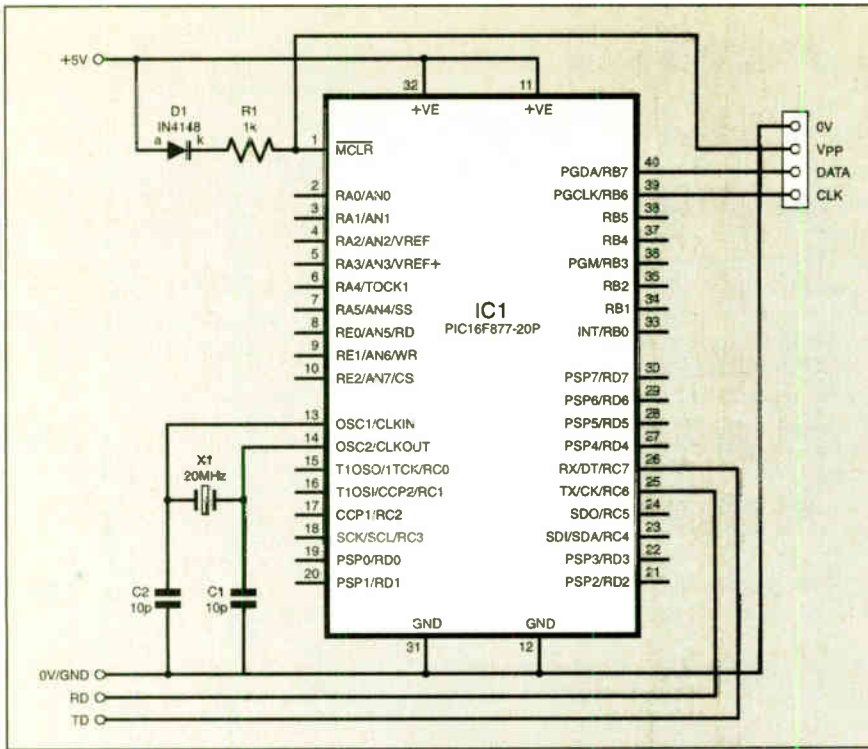 +5V
D1
IN4148
a
k
R1
1k
32
11
+VE
+VE
1
MCLR
2
RA0/AN0
3
RA1/AN1
4
RA2/AN2/VREF
5
RA3/AN3/VREF+
6
RA4/TOCK1
7
RA5/AN4/SS
8
RE0/AN5/RD
9
RE1/AN6/WR
10
RE2/AN7/CS
13
OSC1/CLKIN
14
OSC2/CLKOUT
15
T1OSO/1TCK/RC0
16
T1OSI/CCP2/RC1
17
CCP1/RC2
18
SCK/SCL/RC3
19
PSP0/RD0
20
PSP1/RD1
IC1
PIC16F877-20P
PGDA/RB7
40
PGCLK/RB6
39
RB5
38
RB4
37
PGM/RB3
36
RB2
35
RB1
34
INT/RB0
33
PSP7/RD7
30
PSP6/RD6
29
PSP5/RD5
28
PSP4/RD4
27
RX/DT/RC7
26
TX/CK/RC6
25
SDO/RC5
24
SDI/SDA/RC4
23
PSP3/RD3
22
PSP2/RD2
21
GND
GND
31
12
0V
VPP
DATA
CLK
X1
20MHz
C2
10p
C1
10p
0V/GND
RD
TD